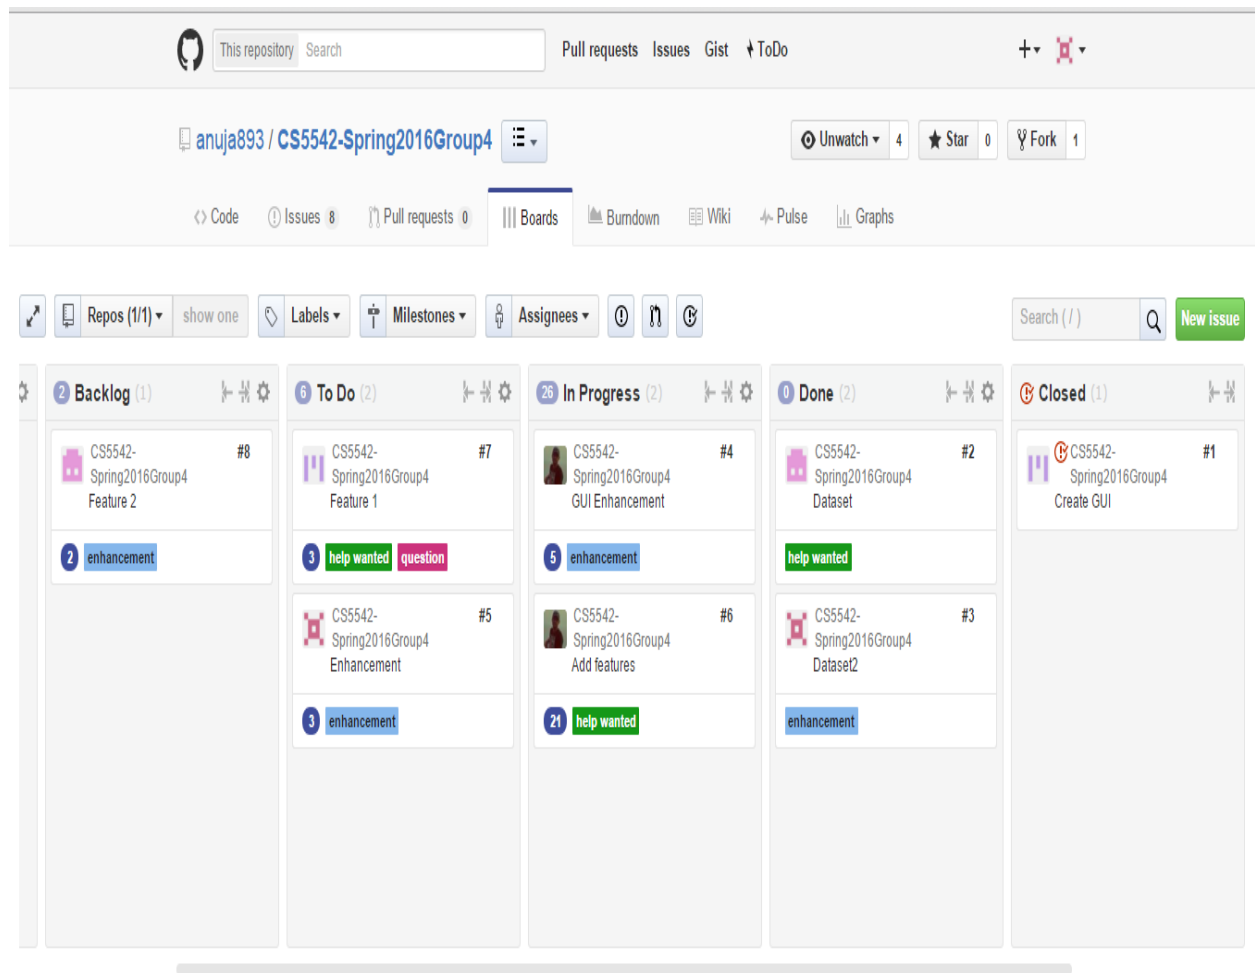 This repository Search Pull requests Issues Gist ToDo
anuja893 / CS5542-Spring2016Group4 Unwatch 4 Star 0 Fork 1
Code Issues 8 Pull requests 0 Boards Burndown Wiki Pulse Graphs
Repos (1/1) show one Labels Milestones Assignees Search ( / ) New issue
2 Backlog (1)
CS5542- #8
Spring2016Group4
Feature 2
2 enhancement
6 To Do (2)
CS5542- #7
Spring2016Group4
Feature 1
3 help wanted question
CS5542- #5
Spring2016Group4
Enhancement
3 enhancement
26 In Progress (2)
CS5542- #4
Spring2016Group4
GUI Enhancement
5 enhancement
CS5542- #6
Spring2016Group4
Add features
21 help wanted
0 Done (2)
CS5542- #2
Spring2016Group4
Dataset
help wanted
CS5542- #3
Spring2016Group4
Dataset2
enhancement
Closed (1)
CS5542- #1
Spring2016Group4
Create GUI